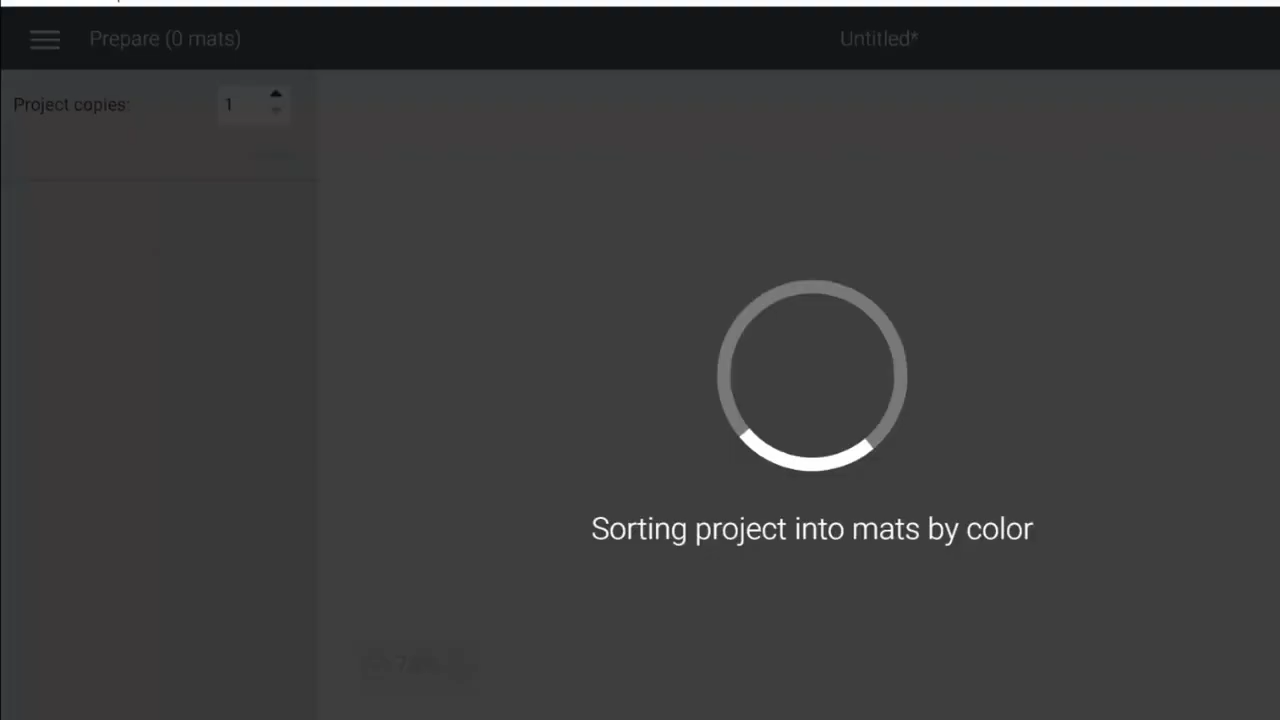 Prepare (0 mats)
Untitled*
Project copies:
1
Sorting project into mats by color